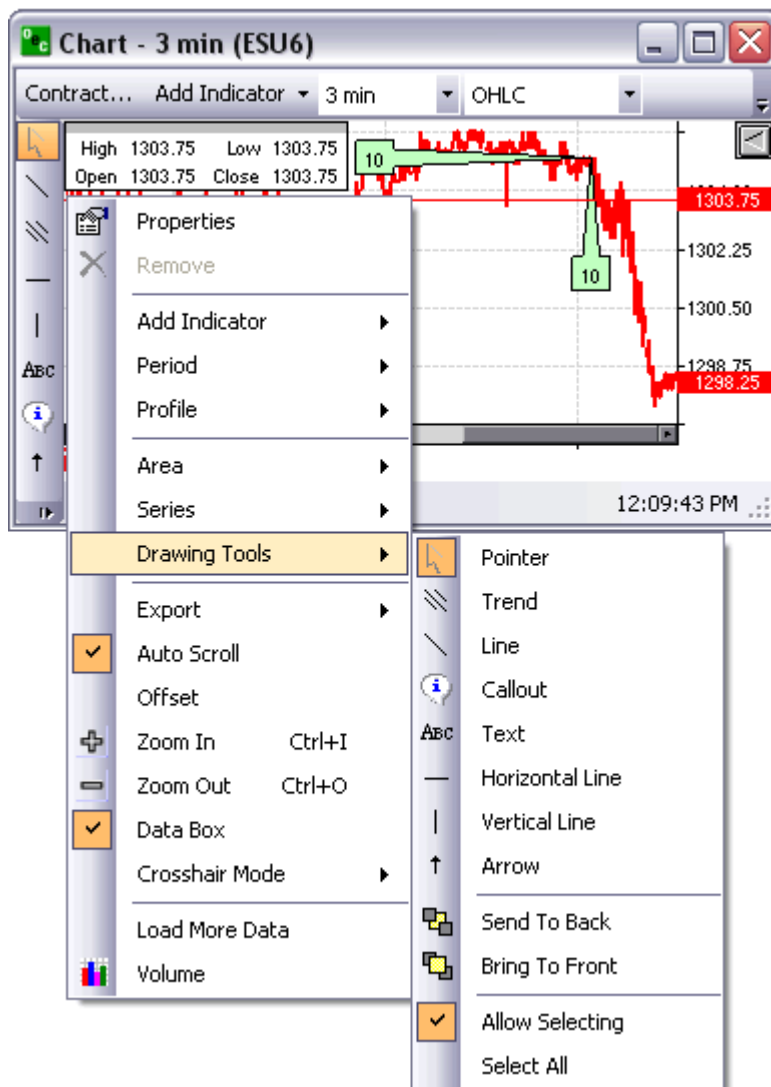 Oec Chart - 3 min (ESU6)
Contract... Add Indicator 3 min OHLC
High 1303.75 Low 1303.75
Open 1303.75 Close 1303.75
10
1303.75
1302.25
10
1300.50
1298.75
1298.25
ABC
12:09:43 PM
Properties
Remove
Add Indicator
Period
Profile
Area
Series
Drawing Tools
Export
Auto Scroll
Offset
Zoom In Ctrl+I
Zoom Out Ctrl+O
Data Box
Crosshair Mode
Load More Data
Volume
Pointer
Trend
Line
Callout
ABC Text
Horizontal Line
Vertical Line
Arrow
Send To Back
Bring To Front
Allow Selecting
Select All